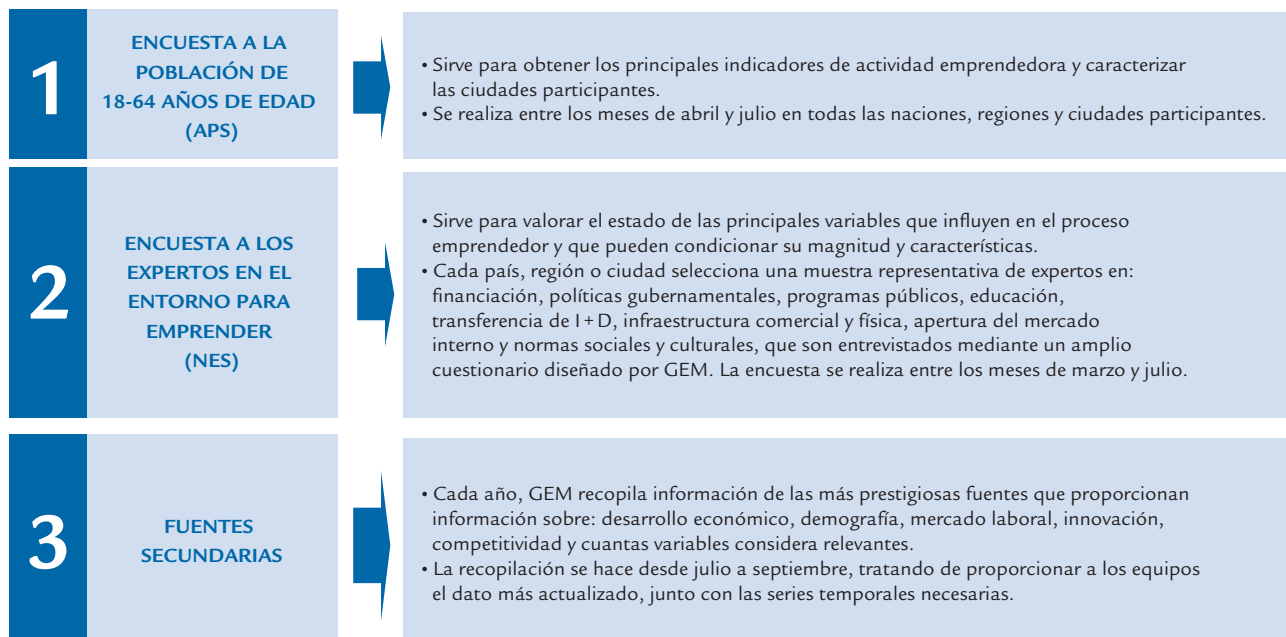 1
ENCUESTA A LA
POBLACIÓN DE
18-64 AÑOS DE EDAD
(APS)
• Sirve para obtener los principales indicadores de actividad emprendedora y caracterizar
las ciudades participantes.
• Se realiza entre los meses de abril y julio en todas las naciones, regiones y ciudades participantes.
2
ENCUESTA A LOS
EXPERTOS EN EL
ENTORNO PARA
EMPRENDER
(NES)
• Sirve para valorar el estado de las principales variables que influyen en el proceso
emprendedor y que pueden condicionar su magnitud y características.
• Cada país, región o ciudad selecciona una muestra representativa de expertos en:
financiación, políticas gubernamentales, programas públicos, educación,
transferencia de I+D, infraestructura comercial y física, apertura del mercado
interno y normas sociales y culturales, que son entrevistados mediante un amplio
cuestionario diseñado por GEM. La encuesta se realiza entre los meses de marzo y julio.
3
FUENTES
SECUNDARIAS
• Cada año, GEM recopila información de las más prestigiosas fuentes que proporcionan
información sobre: desarrollo económico, demografía, mercado laboral, innovación,
competitividad y cuantas variables considera relevantes.
• La recopilación se hace desde julio a septiembre, tratando de proporcionar a los equipos
el dato más actualizado, junto con las series temporales necesarias.